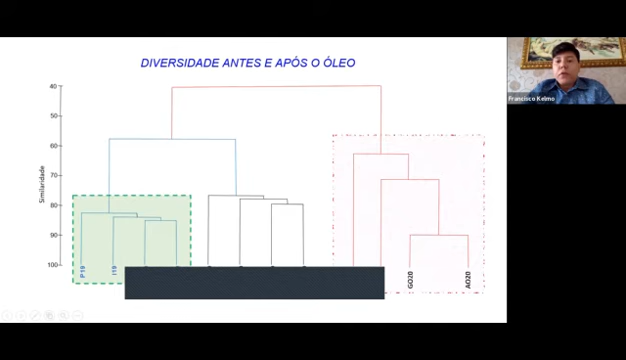 DIVERSIDADE ANTES E APÓS O ÓLEO
Francisco Kelmo
40
50
60
70
80
90
100
Similaridade
P19
I19
GO20
AO20